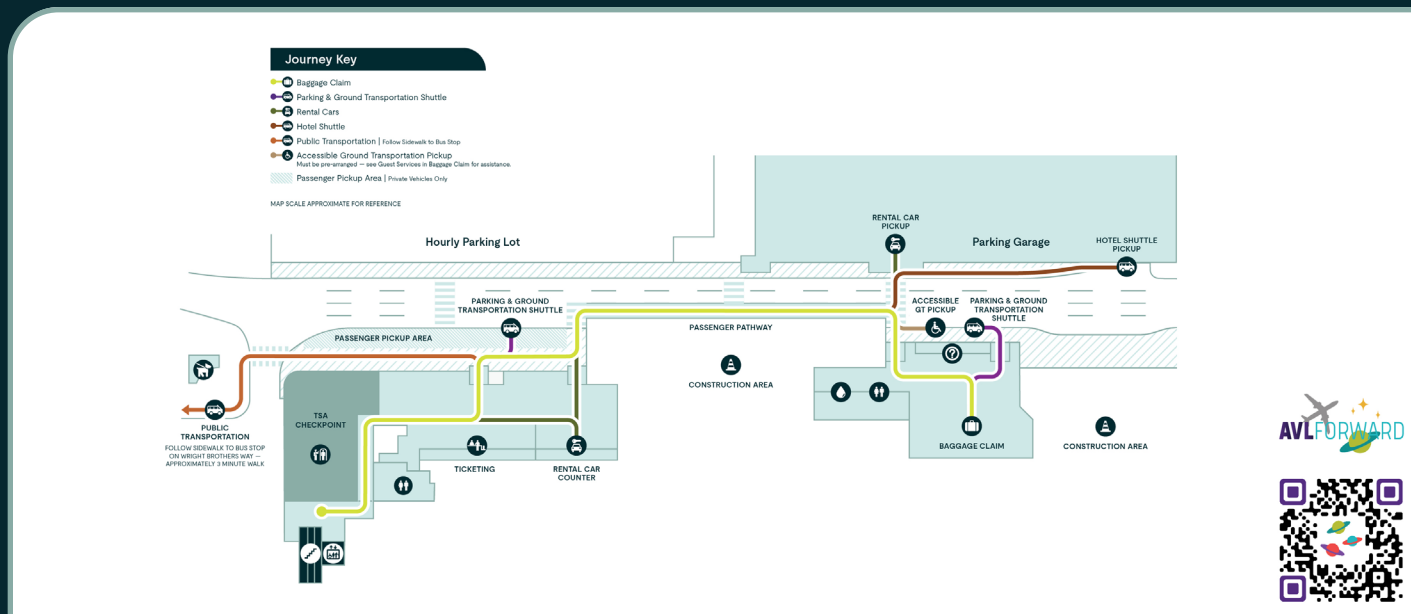 Journey Key
Baggage Claim
Parking & Ground Transportation Shuttle
Rental Cars
Hotel Shuttle
Public Transportation | Follow Sidewalk to Bus Stop
Accessible Ground Transportation Pickup
Must be pre-arranged — see Guest Services in Baggage Claim for assistance.
Passenger Pickup Area | Private Vehicles Only
MAP SCALE APPROXIMATE FOR REFERENCE
RENTAL CAR
PICKUP
Hourly Parking Lot
Parking Garage
HOTEL SHUTTLE
PICKUP
PARKING & GROUND
TRANSPORTATION SHUTTLE
ACCESSIBLE
GT PICKUP
PARKING & GROUND
TRANSPORTATION
SHUTTLE
PASSENGER PICKUP AREA
PASSENGER PATHWAY
CONSTRUCTION AREA
TSA
CHECKPOINT
PUBLIC
TRANSPORTATION
FOLLOW SIDEWALK TO BUS STOP
ON WRIGHT BROTHERS WAY —
APPROXIMATELY 3 MINUTE WALK
TICKETING
RENTAL CAR
COUNTER
BAGGAGE CLAIM
CONSTRUCTION AREA
AVLFORWARD